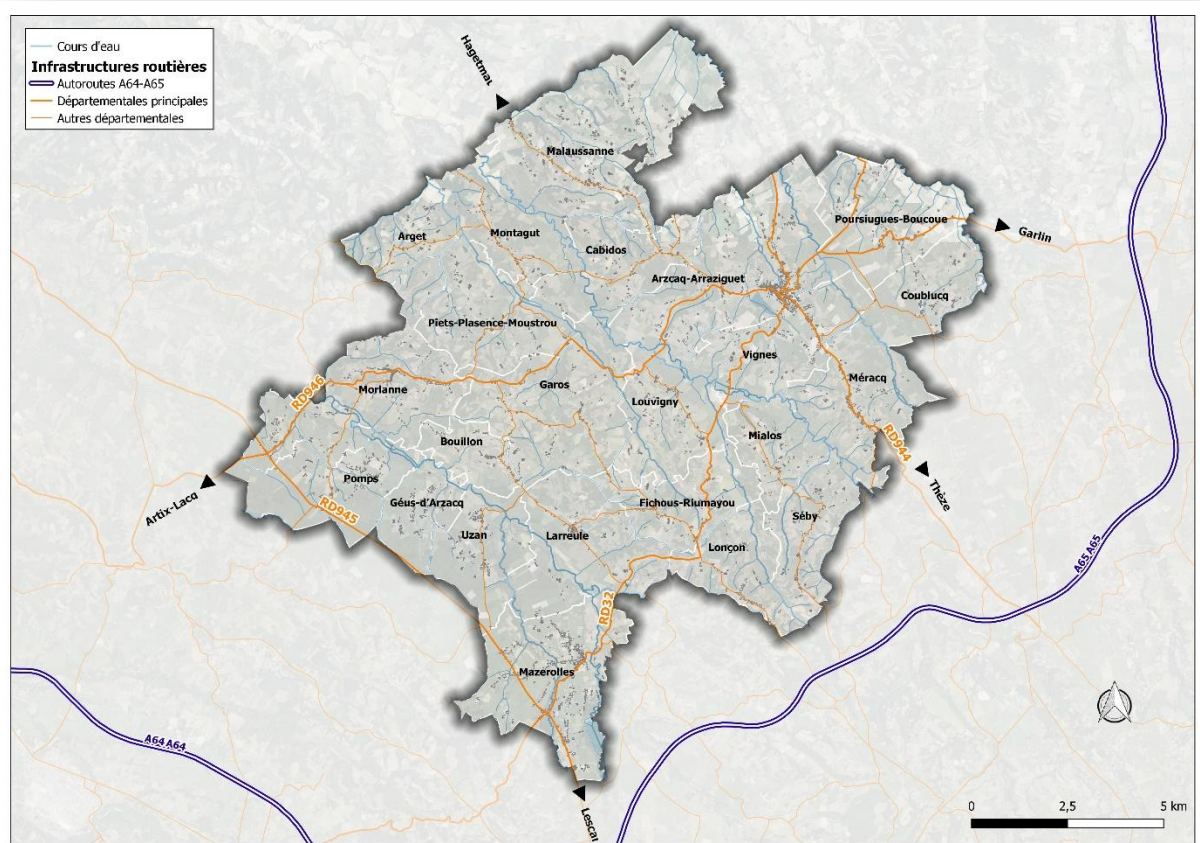 Cours d'eau
Infrastructures routières
Autoroutes A64-A65
Départementales principales
Autres départementales
Hagetmau
Malaussanne
Poursiugues-Boucoue
Garlin
Arget
Montagut
Cabidos
Arzcaq-Arraziguet
Coublucq
Piets-Plasence-Moustrou
Vignes
Méracq
RD946
Morlanne
Garos
Louvigny
Mialos
Bouillon
RD944
Thèze
Artix-Lacq
Pomps
Géus-d'Arzacq
Fichous-Riumayou
RD945
Uzan
Larreule
Séby
Lonçon
A65 A65
RD32
Mazerolles
A64 A64
Lescar
0 2,5 5 km